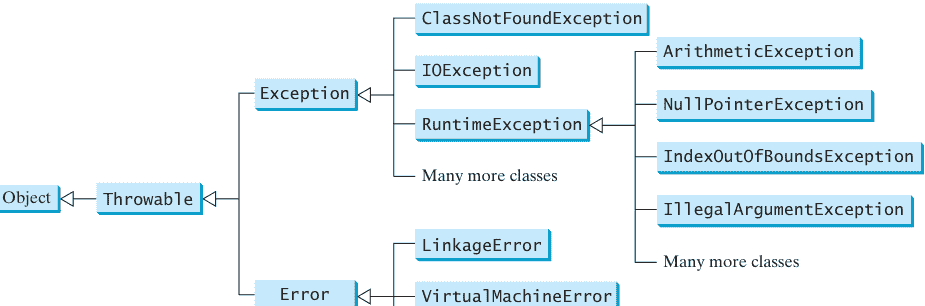 ClassNotFoundException
ArithmeticException
IOException
Exception
NullPointerException
RuntimeException
IndexOutOfBoundsException
Many more classes
Object
Throwable
IllegalArgumentException
LinkageError
Many more classes
Error
VirtualMachineError